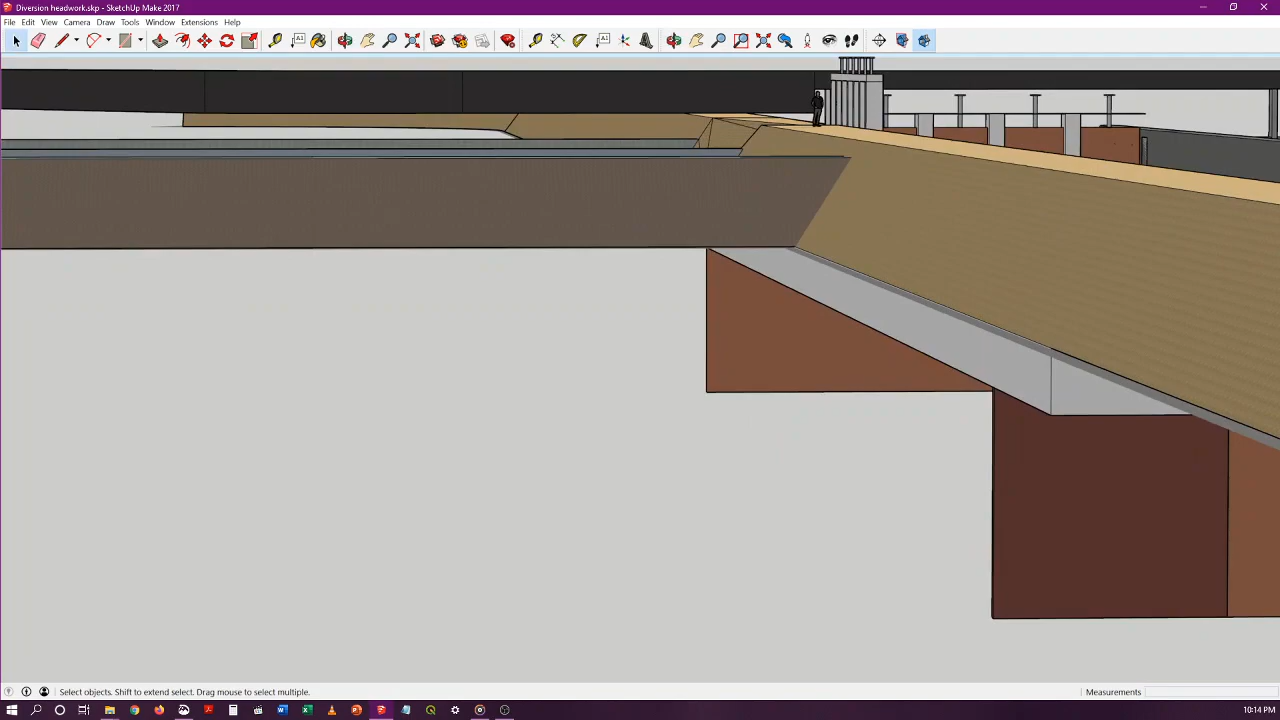 Diversion headwork.skp - SketchUp Make 2017
File Edit View Camera Draw Tools Window Extensions Help
Select objects. Shift to extend select. Drag mouse to select multiple.
Measurements
10:14 PM